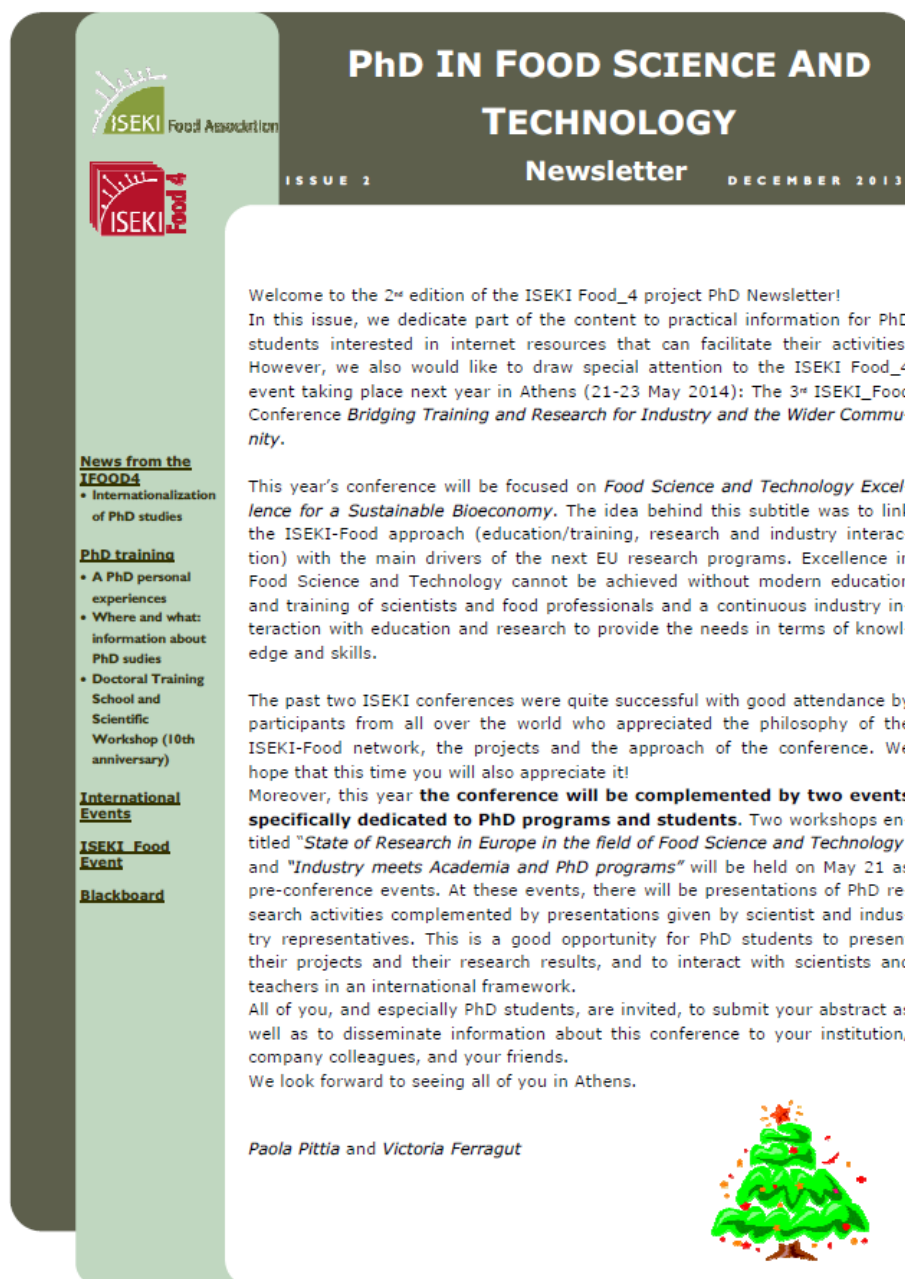 PHD IN FOOD SCIENCE AND
TECHNOLOGY
Newsletter
ISSUE 2
DECEMBER 2013
ISEKI Food Association
ISEKI Food 4
News from the
IFOOD4
• Internationalization
of PhD studies
PhD training
• A PhD personal
experiences
• Where and what:
information about
PhD sudies
• Doctoral Training
School and
Scientific
Workshop (10th
anniversary)
International
Events
ISEKI_Food
Event
Blackboard
Welcome to the 2nd edition of the ISEKI Food_4 project PhD Newsletter!
In this issue, we dedicate part of the content to practical information for PhD
students interested in internet resources that can facilitate their activities
However, we also would like to draw special attention to the ISEKI Food_4
event taking place next year in Athens (21-23 May 2014): The 3rd ISEKI_Food
Conference Bridging Training and Research for Industry and the Wider Commu-
nity.
This year's conference will be focused on Food Science and Technology Excel-
lence for a Sustainable Bioeconomy. The idea behind this subtitle was to link
the ISEKI-Food approach (education/training, research and industry interac-
tion) with the main drivers of the next EU research programs. Excellence in
Food Science and Technology cannot be achieved without modern education
and training of scientists and food professionals and a continuous industry in-
teraction with education and research to provide the needs in terms of knowl-
edge and skills.
The past two ISEKI conferences were quite successful with good attendance by
participants from all over the world who appreciated the philosophy of the
ISEKI-Food network, the projects and the approach of the conference. We
hope that this time you will also appreciate it!
Moreover, this year the conference will be complemented by two events
specifically dedicated to PhD programs and students. Two workshops en-
titled "State of Research in Europe in the field of Food Science and Technology
and "Industry meets Academia and PhD programs" will be held on May 21 as
pre-conference events. At these events, there will be presentations of PhD re-
search activities complemented by presentations given by scientist and indus-
try representatives. This is a good opportunity for PhD students to present
their projects and their research results, and to interact with scientists and
teachers in an international framework.
All of you, and especially PhD students, are invited, to submit your abstract as
well as to disseminate information about this conference to your institution,
company colleagues, and your friends.
We look forward to seeing all of you in Athens.
Paola Pittia and Victoria Ferragut